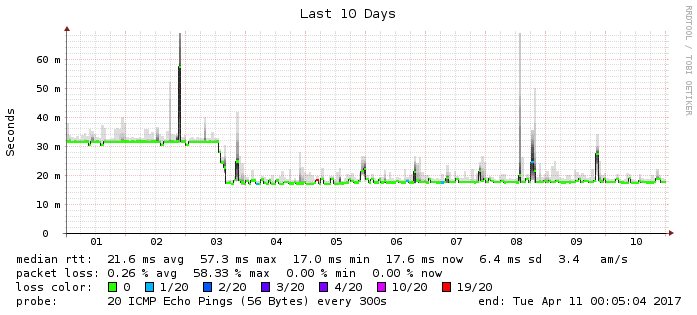 Last 10 Days
RRDTOOL / TOBI OETIKER
Seconds
60 m
50 m
40 m
30 m
20 m
10 m
0
01 02 03 04 05 06 07 08 09 10
median rtt: 21.6 ms avg 57.3 ms max 17.0 ms min 17.6 ms now 6.4 ms sd 3.4 am/s
packet loss: 0.26 % avg 58.33 % max 0.00 % min 0.00 % now
loss color: 0 1/20 2/20 3/20 4/20 10/20 19/20
probe: 20 ICMP Echo Pings (56 Bytes) every 300s end: Tue Apr 11 00:05:04 2017